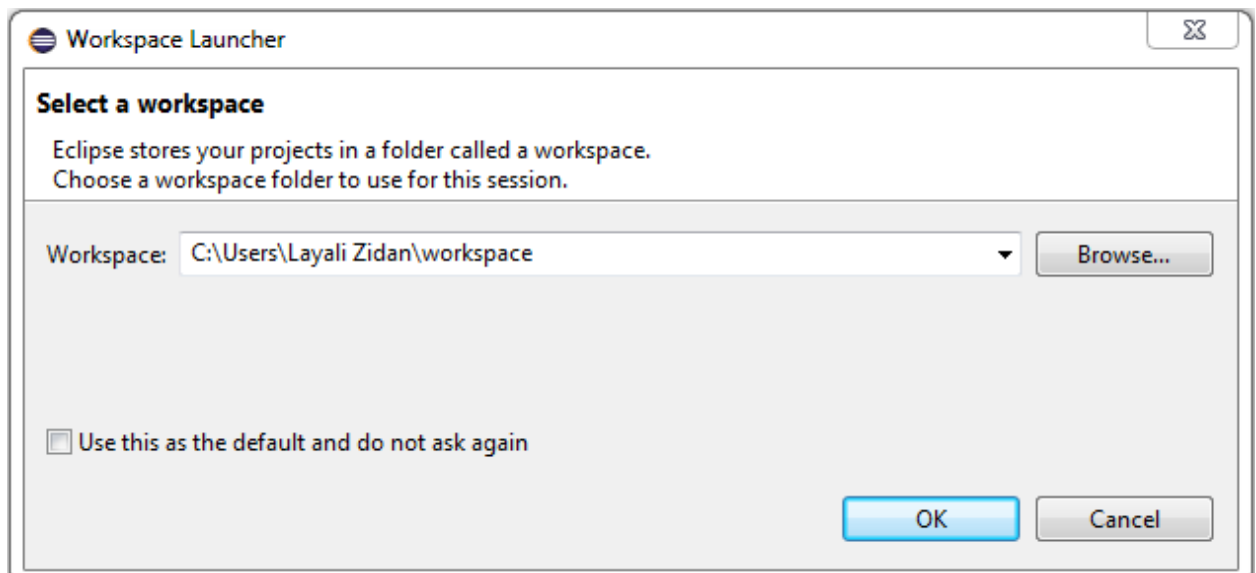 Workspace Launcher
Select a workspace
Eclipse stores your projects in a folder called a workspace.
Choose a workspace folder to use for this session.
Workspace: C:\Users\Layali Zidan\workspace Browse...
Use this as the default and do not ask again
OK Cancel